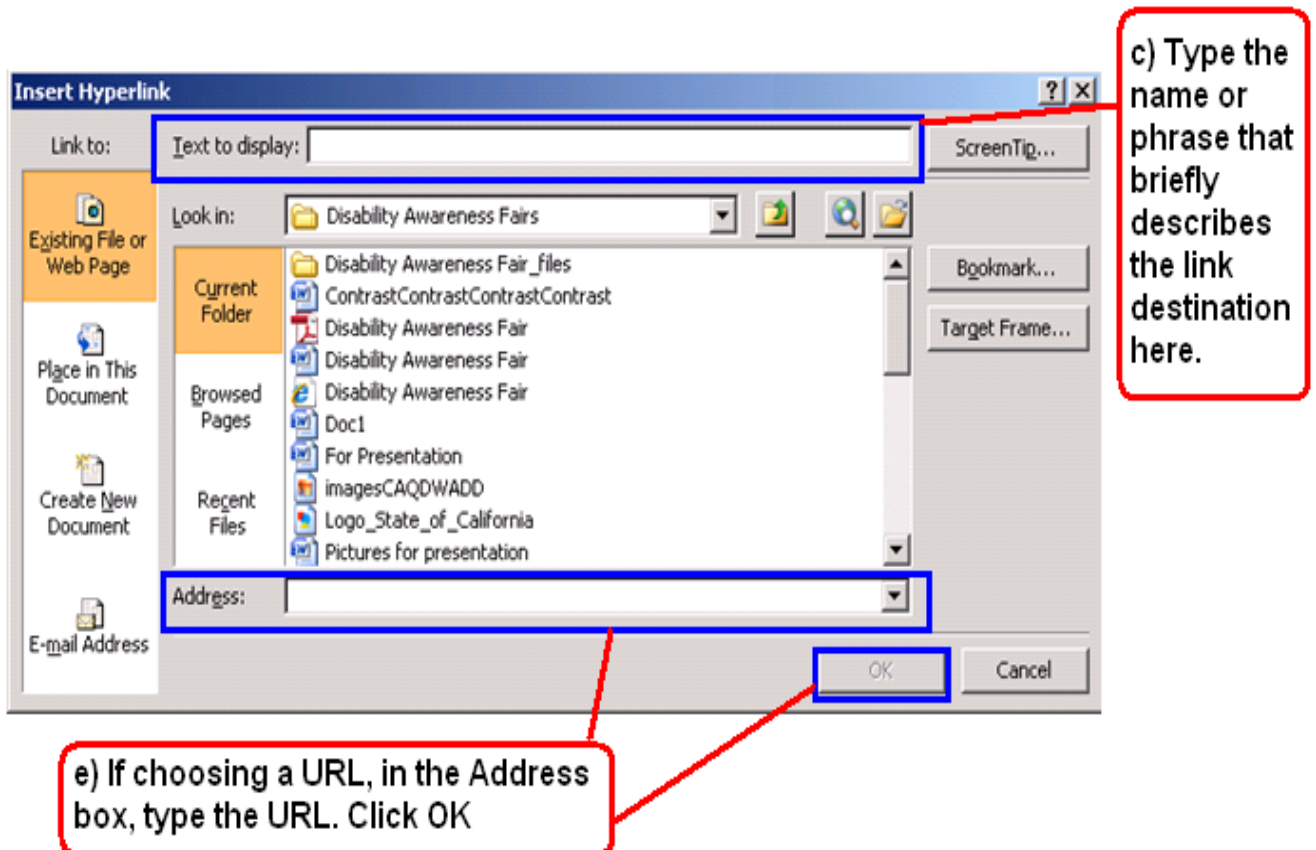 c) Type the
name or
phrase that
briefly
describes
the link
destination
here.
Insert Hyperlink
Link to:
Text to display:
ScreenTip...
Existing File or
Web Page
Look in:
Disability Awareness Fairs
Current
Folder
Disability Awareness Fair_files
ContrastContrastContrastContrast
Disability Awareness Fair
Disability Awareness Fair
Disability Awareness Fair
Doc1
For Presentation
imagesCAQDWADD
Logo_State_of_California
Pictures for presentation
Bookmark...
Target Frame...
Place in This
Document
Browsed
Pages
Create New
Document
Recent
Files
Address:
E-mail Address
OK
Cancel
e) If choosing a URL, in the Address
box, type the URL. Click OK